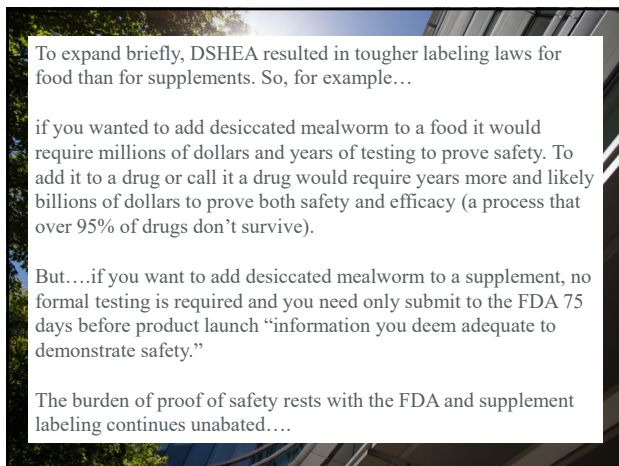 To expand briefly, DSHEA resulted in tougher labeling laws for
food than for supplements. So, for example…
if you wanted to add desiccated mealworm to a food it would
require millions of dollars and years of testing to prove safety. To
add it to a drug or call it a drug would require years more and likely
billions of dollars to prove both safety and efficacy (a process that
over 95% of drugs don’t survive).
But….if you want to add desiccated mealworm to a supplement, no
formal testing is required and you need only submit to the FDA 75
days before product launch “information you deem adequate to
demonstrate safety.”
The burden of proof of safety rests with the FDA and supplement
labeling continues unabated….